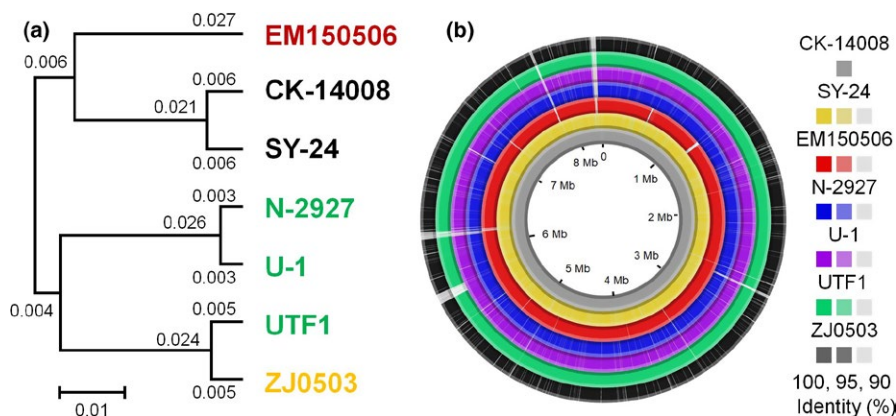 (a)
0.027
EM150506
0.006
0.006
CK-14008
0.021
SY-24
0.006
0.003
N-2927
0.026
U-1
0.003
0.004
0.005
UTF1
0.024
ZJ0503
0.005
0.01
(b)
0
1 Mb
2 Mb
3 Mb
4 Mb
5 Mb
6 Mb
7 Mb
8 Mb
CK-14008
SY-24
EM150506
N-2927
U-1
UTF1
ZJ0503
100, 95, 90
Identity (%)